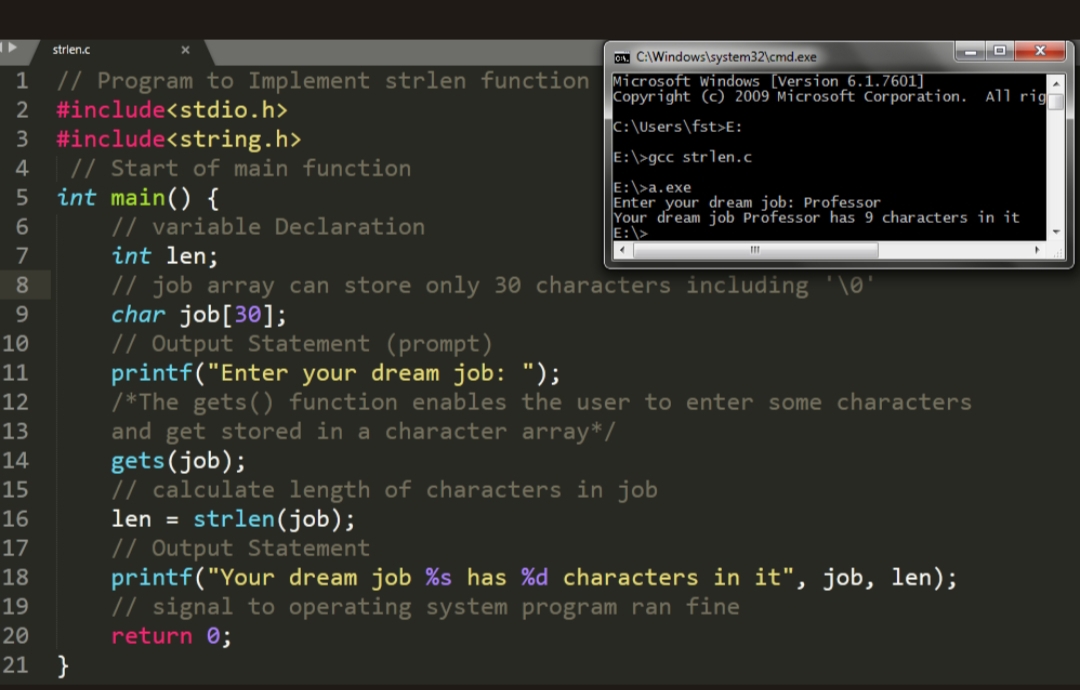 strlen.c
1 // Program to Implement strlen function
2 #include<stdio.h>
3 #include<string.h>
4 // Start of main function
5 int main() {
6 // variable Declaration
7 int len;
8 // job array can store only 30 characters including '\0'
9 char job[30];
10 // Output Statement (prompt)
11 printf("Enter your dream job: ");
12 /*The gets() function enables the user to enter some characters
13 and get stored in a character array*/
14 gets(job);
15 // calculate length of characters in job
16 len = strlen(job);
17 // Output Statement
18 printf("Your dream job %s has %d characters in it", job, len);
19 // signal to operating system program ran fine
20 return 0;
21 }
C:\Windows\system32\cmd.exe
Microsoft Windows [Version 6.1.7601]
Copyright (c) 2009 Microsoft Corporation. All rig
C:\Users\fst>E:
E:\>gcc strlen.c
E:\>a.exe
Enter your dream job: Professor
Your dream job Professor has 9 characters in it
E:\>